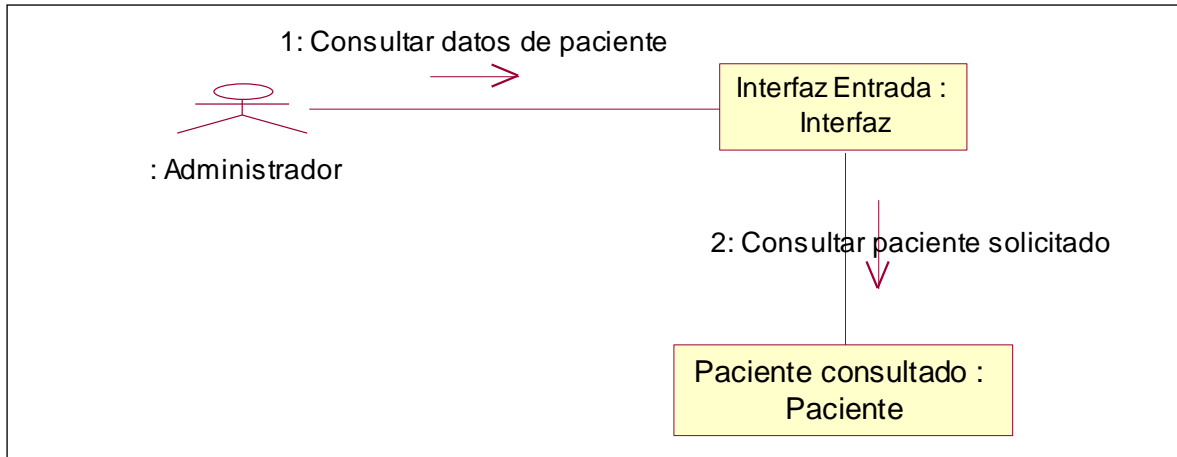 1: Consultar datos de paciente
Interfaz Entrada :
Interfaz
: Administrador
2: Consultar paciente solicitado
Paciente consultado :
Paciente